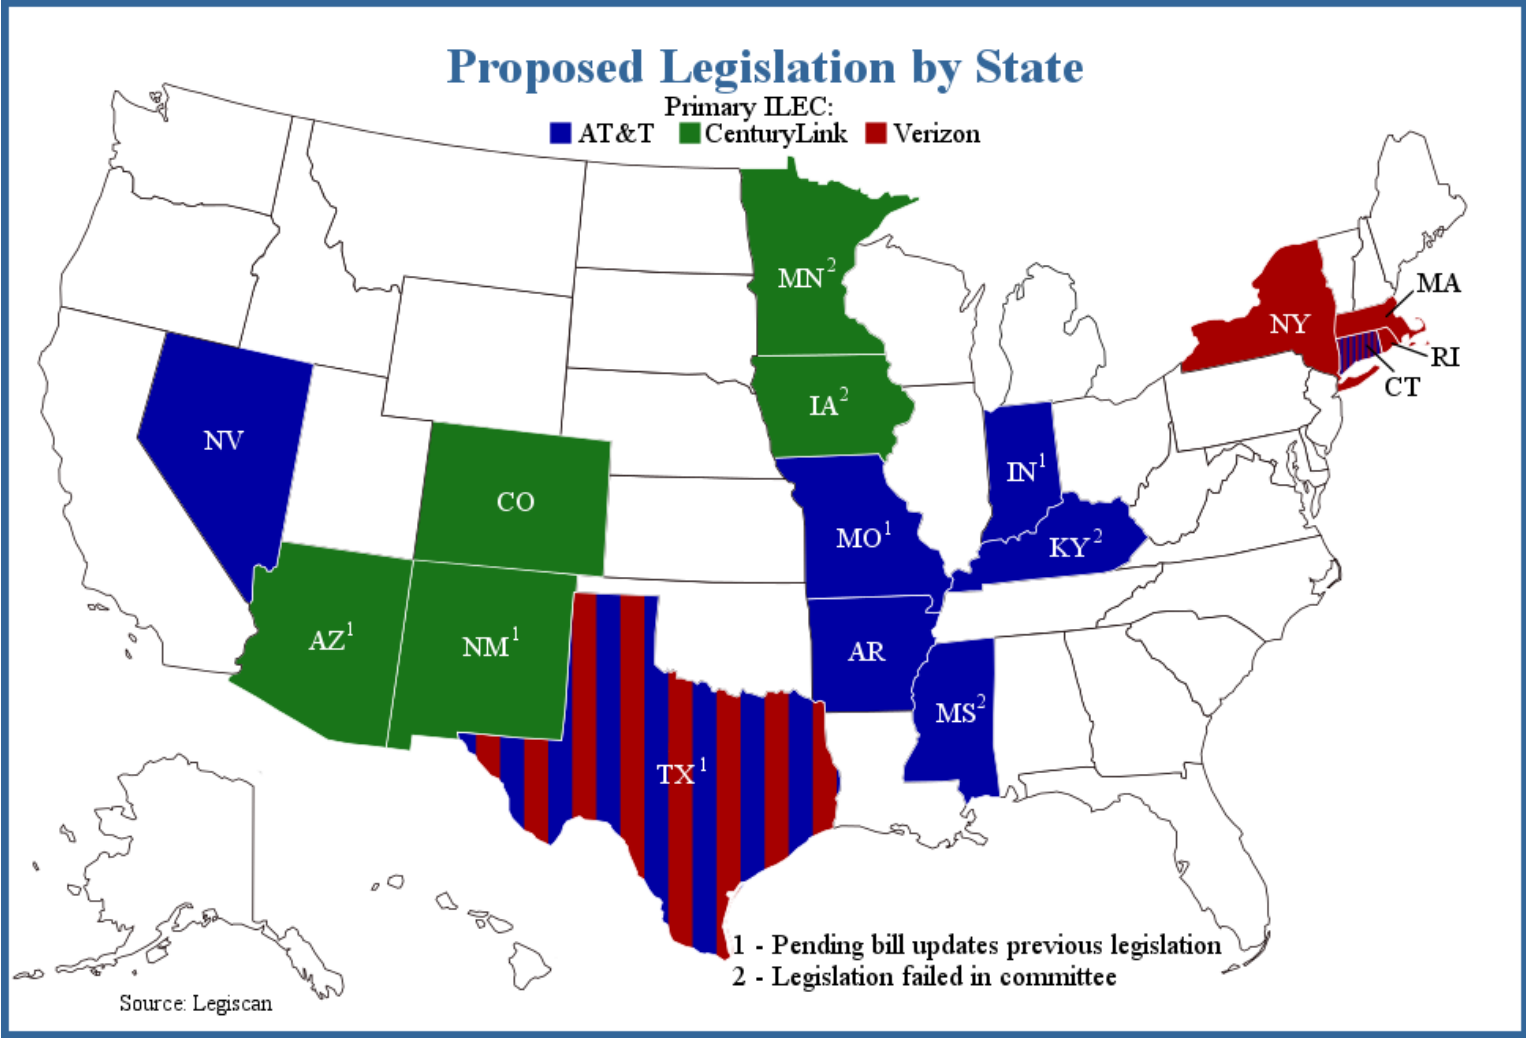 Proposed Legislation by State
Primary ILEC:
AT&T CenturyLink Verizon
MN2
MA
NY
RI
CT
IA2
NV
IN1
CO
MO1
KY2
AZ1
NM1
AR
MS2
TX1
1 - Pending bill updates previous legislation
2 - Legislation failed in committee
Source: Legiscan